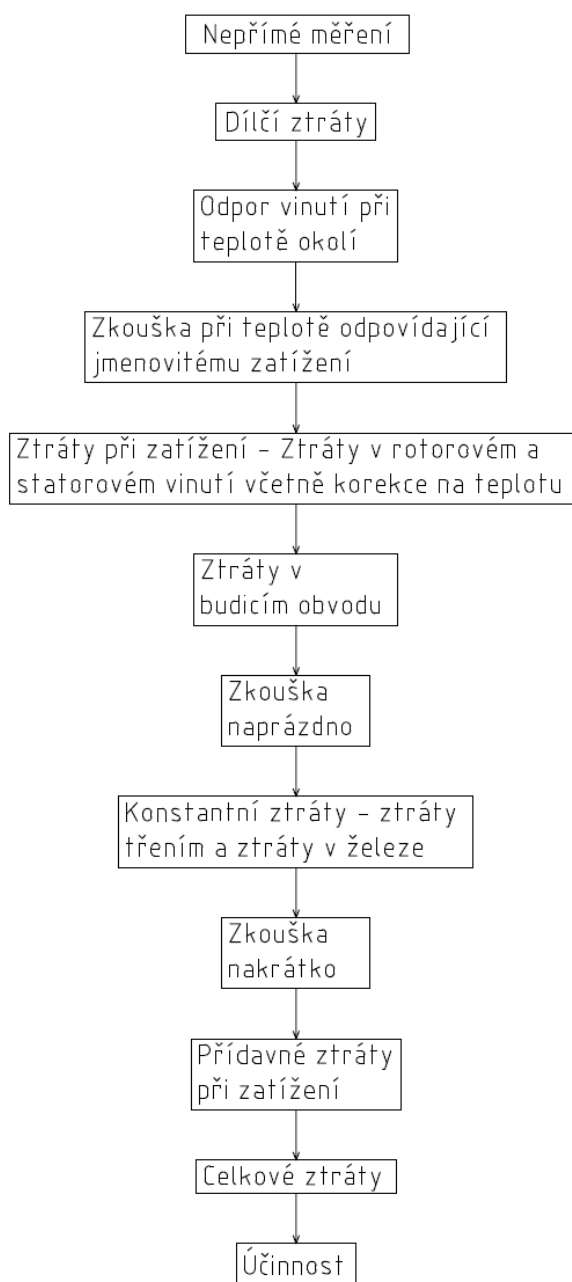 Nepřímé měření
Dílčí ztráty
Odpor vinutí při
teplotě okolí
Zkouška při teplotě odpovídající
jmenovitému zatížení
Ztráty při zatížení - Ztráty v rotorovém a
statorovém vinutí včetně korekce na teplotu
Ztráty v
budicím obvodu
Zkouška
naprázdno
Konstantní ztráty - ztráty
třením a ztráty v železe
Zkouška
nakrátko
Přídavné ztráty
při zatížení
Celkové ztráty
Účinnost